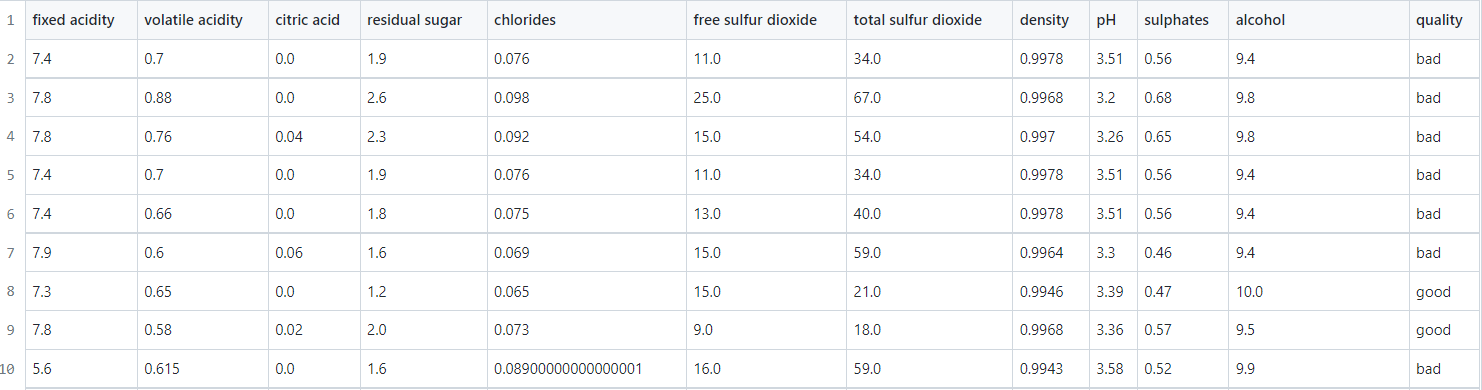 1 fixed acidity volatile acidity citric acid residual sugar chlorides free sulfur dioxide total sulfur dioxide density pH sulphates alcohol quality
2 7.4 0.7 0.0 1.9 0.076 11.0 34.0 0.9978 3.51 0.56 9.4 bad
3 7.8 0.88 0.0 2.6 0.098 25.0 67.0 0.9968 3.2 0.68 9.8 bad
4 7.8 0.76 0.04 2.3 0.092 15.0 54.0 0.997 3.26 0.65 9.8 bad
5 7.4 0.7 0.0 1.9 0.076 11.0 34.0 0.9978 3.51 0.56 9.4 bad
6 7.4 0.66 0.0 1.8 0.075 13.0 40.0 0.9978 3.51 0.56 9.4 bad
7 7.9 0.6 0.06 1.6 0.069 15.0 59.0 0.9964 3.3 0.46 9.4 bad
8 7.3 0.65 0.0 1.2 0.065 15.0 21.0 0.9946 3.39 0.47 10.0 good
9 7.8 0.58 0.02 2.0 0.073 9.0 18.0 0.9968 3.36 0.57 9.5 good
10 5.6 0.615 0.0 1.6 0.08900000000000001 16.0 59.0 0.9943 3.58 0.52 9.9 bad